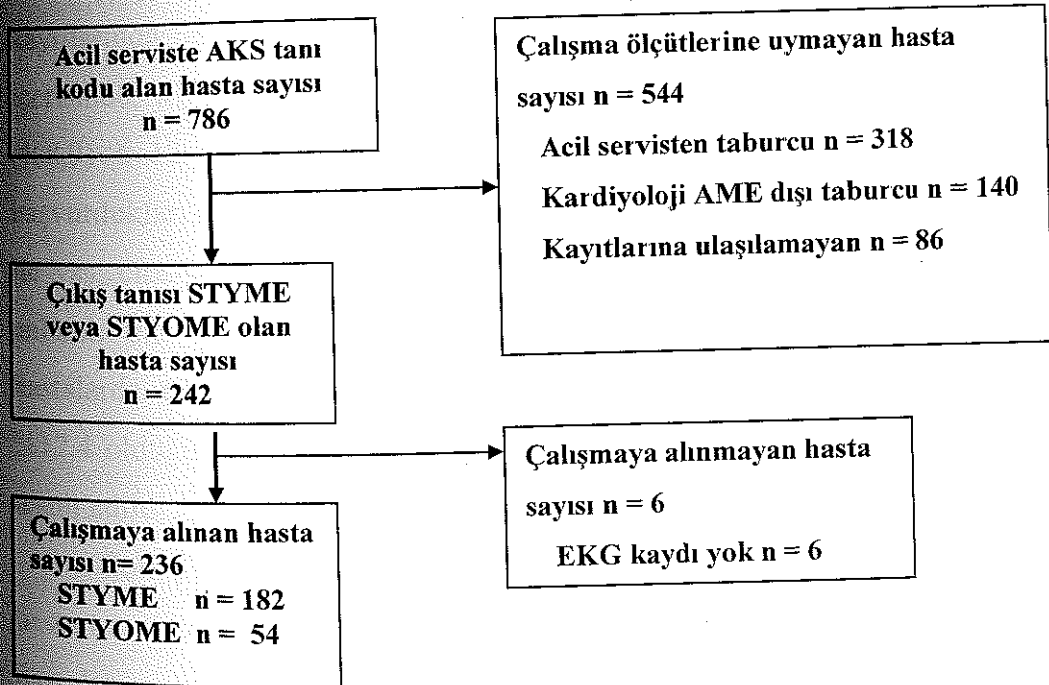 Acil serviste AKS tanı
kodu alan hasta sayısı
n = 786
Çalışma ölçütlerine uymayan hasta
sayısı n = 544
Acil servisten taburcu n = 318
Kardiyoloji AME dışı taburcu n = 140
Kayıtlarına ulaşılamayan n = 86
Çıkış tanısı STYME
veya STYOME olan
hasta sayısı
n = 242
Çalışmaya alınmayan hasta
sayısı n = 6
EKG kaydı yok n = 6
Çalışmaya alınan hasta
sayısı n= 236
STYME n = 182
STYOME n = 54